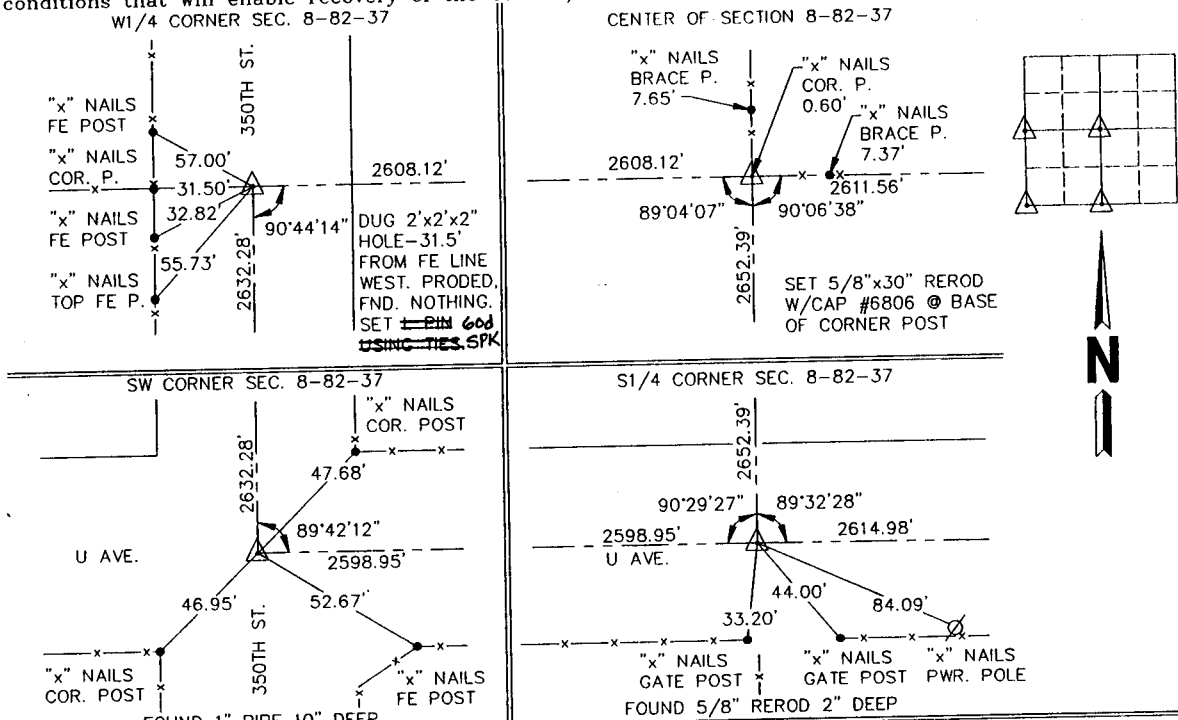 conditions that will enable recovery of the
W1/4 CORNER SEC. 8-82-37
350TH ST.
"x" NAILS
FE POST
57.00'
"x" NAILS
COR. P.
31.50'
2608.12'
32.82'
"x" NAILS
FE POST
90°44'14"
55.73'
"x" NAILS
TOP FE P.
2632.28'
DUG 2'x2'x2"
HOLE-31.5'
FROM FE LINE
WEST. PRODED,
FND. NOTHING.
SET 1-PIN 60d
USING TIES. SPK
CENTER OF SECTION 8-82-37
"x" NAILS
BRACE P.
7.65'
"x" NAILS
COR. P.
0.60'
"x" NAILS
BRACE P.
7.37'
2608.12'
2611.56'
89°04'07"
90°06'38"
2652.39'
SET 5/8"x30" REROD
W/CAP #6806 @ BASE
OF CORNER POST
N
SW CORNER SEC. 8-82-37
"x" NAILS
COR. POST
2632.28'
47.68'
89°42'12"
U AVE.
2598.95'
46.95'
52.67'
350TH ST.
"x" NAILS
COR. POST
"x" NAILS
FE POST
FOUND 1" PIPE 10" DEEP
S1/4 CORNER SEC. 8-82-37
2652.39'
90°29'27"
89°32'28"
2598.95'
2614.98'
U AVE.
33.20'
44.00'
84.09'
"x" NAILS
GATE POST
"x" NAILS
GATE POST
"x" NAILS
PWR. POLE
FOUND 5/8" REROD 2" DEEP